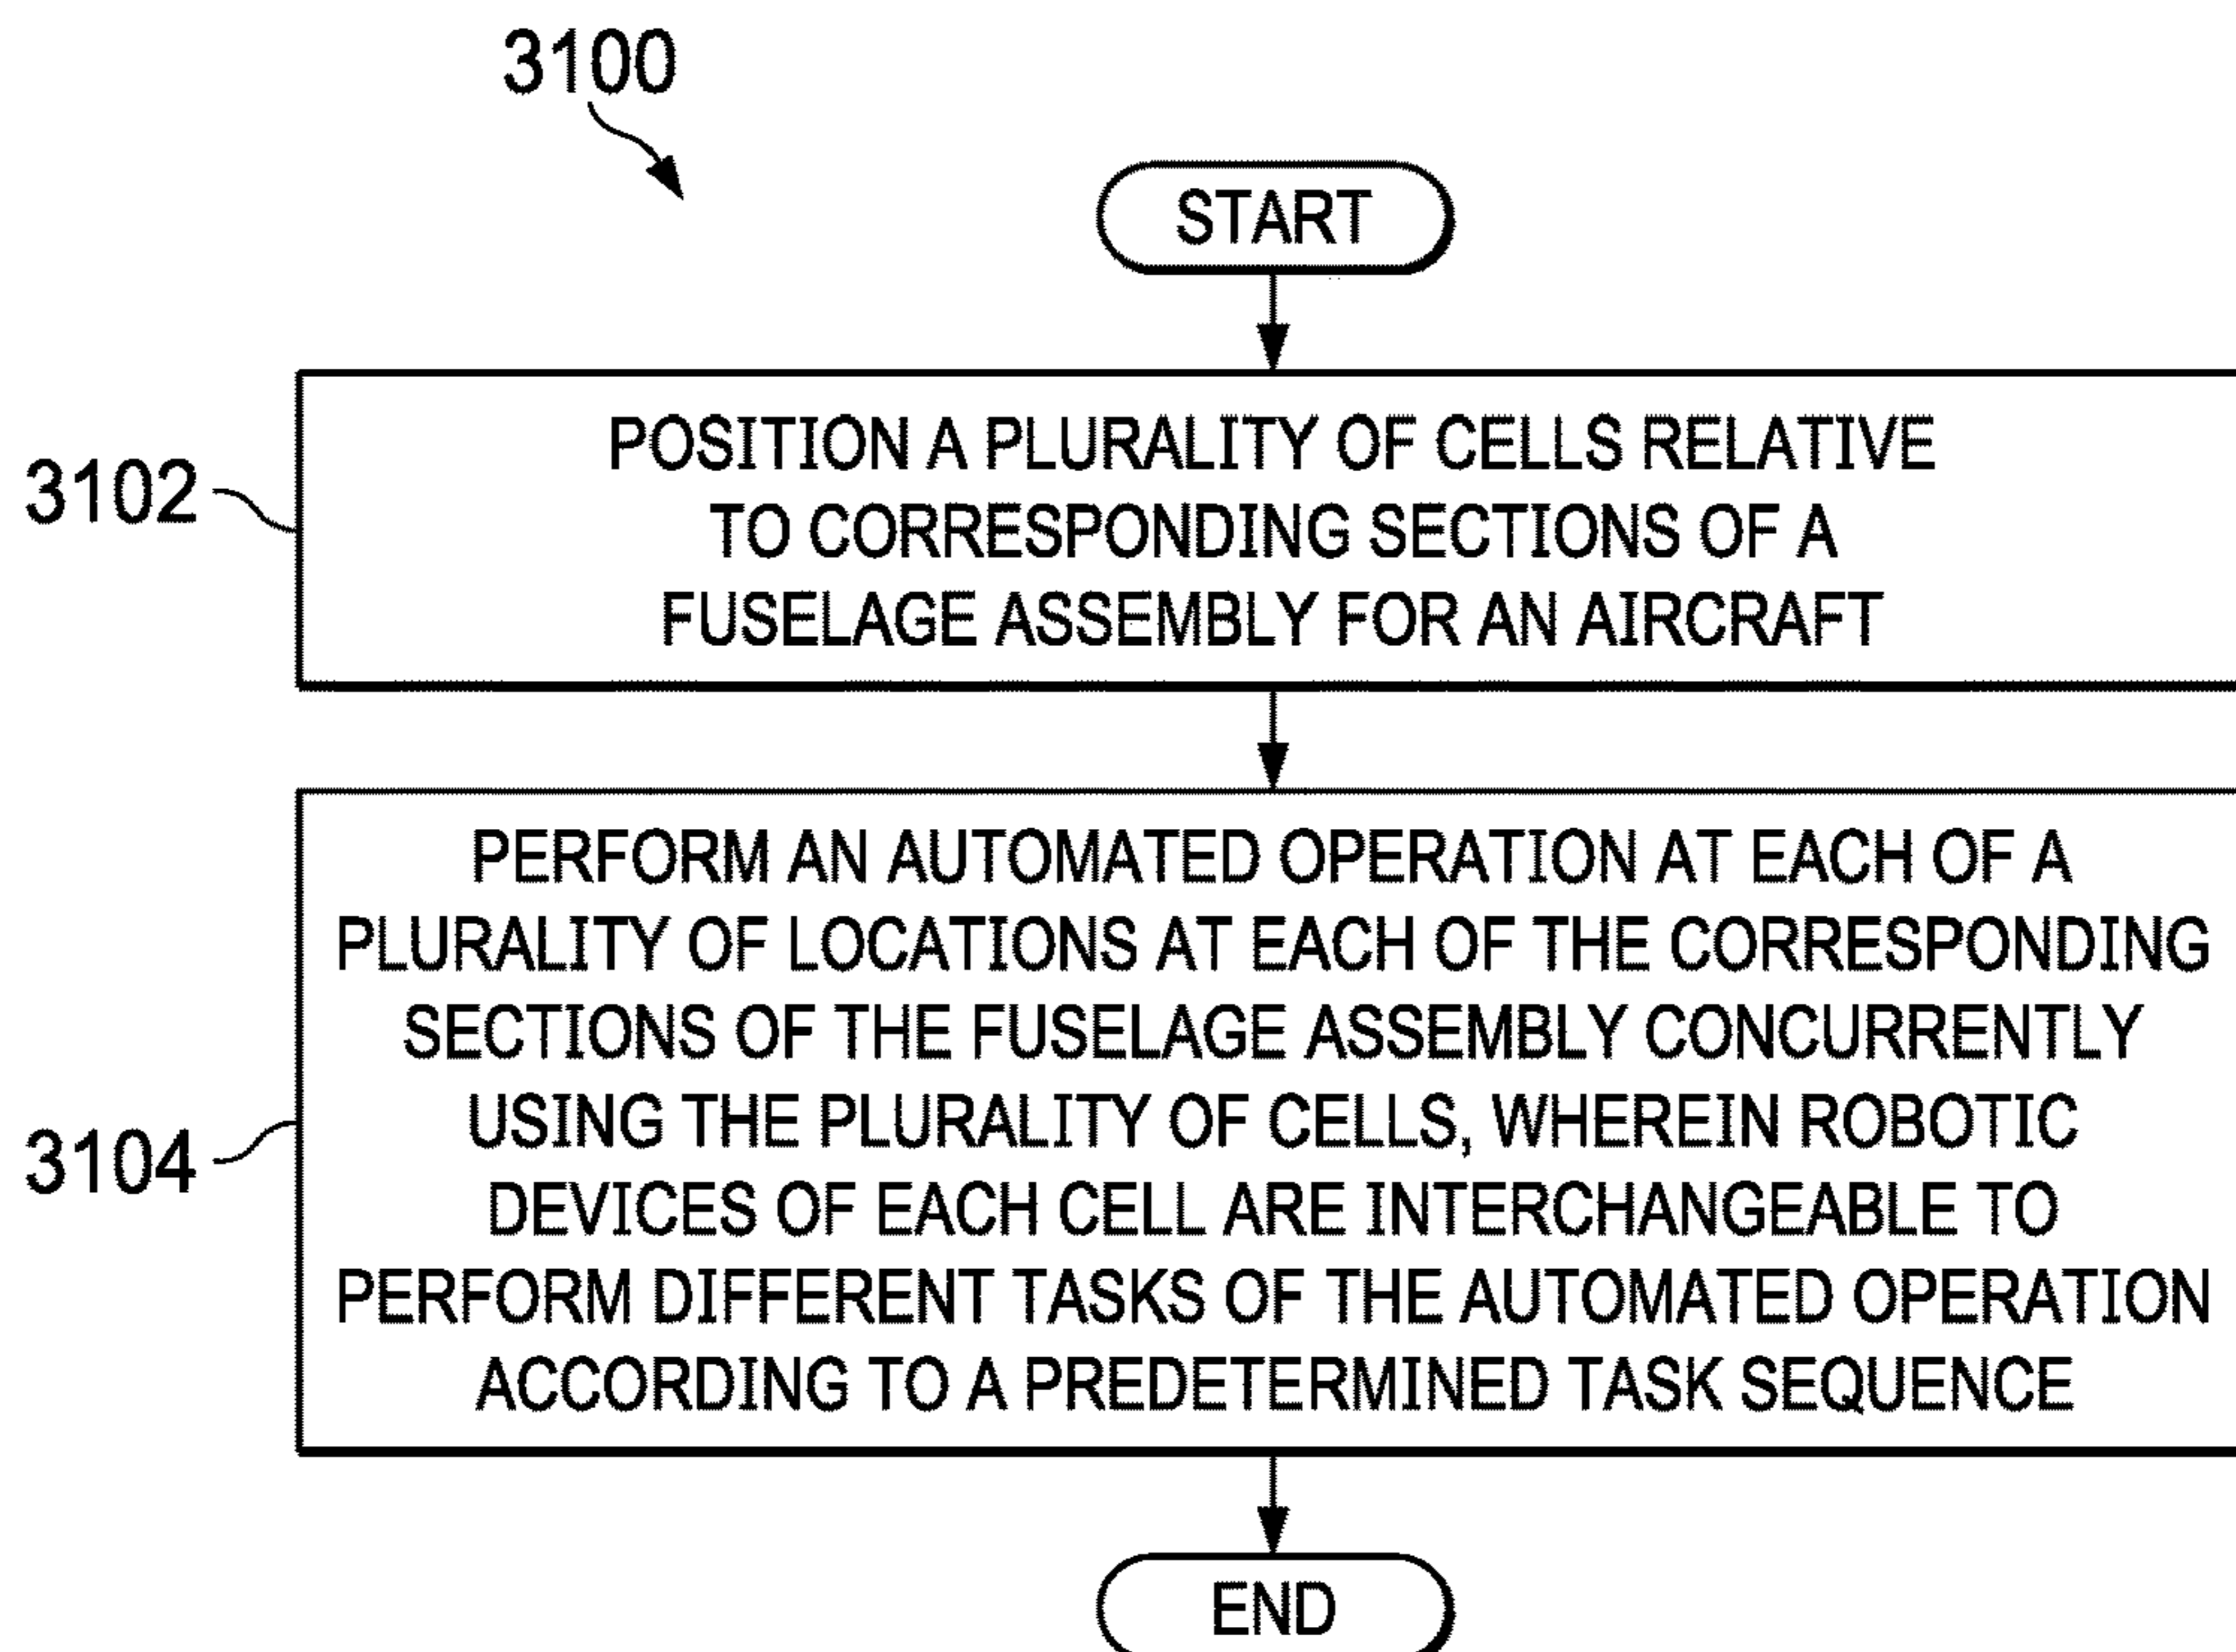 3100
START
3102
POSITION A PLURALITY OF CELLS RELATIVE
TO CORRESPONDING SECTIONS OF A
FUSELAGE ASSEMBLY FOR AN AIRCRAFT
3104
PERFORM AN AUTOMATED OPERATION AT EACH OF A
PLURALITY OF LOCATIONS AT EACH OF THE CORRESPONDING
SECTIONS OF THE FUSELAGE ASSEMBLY CONCURRENTLY
USING THE PLURALITY OF CELLS, WHEREIN ROBOTIC
DEVICES OF EACH CELL ARE INTERCHANGEABLE TO
PERFORM DIFFERENT TASKS OF THE AUTOMATED OPERATION
ACCORDING TO A PREDETERMINED TASK SEQUENCE
END